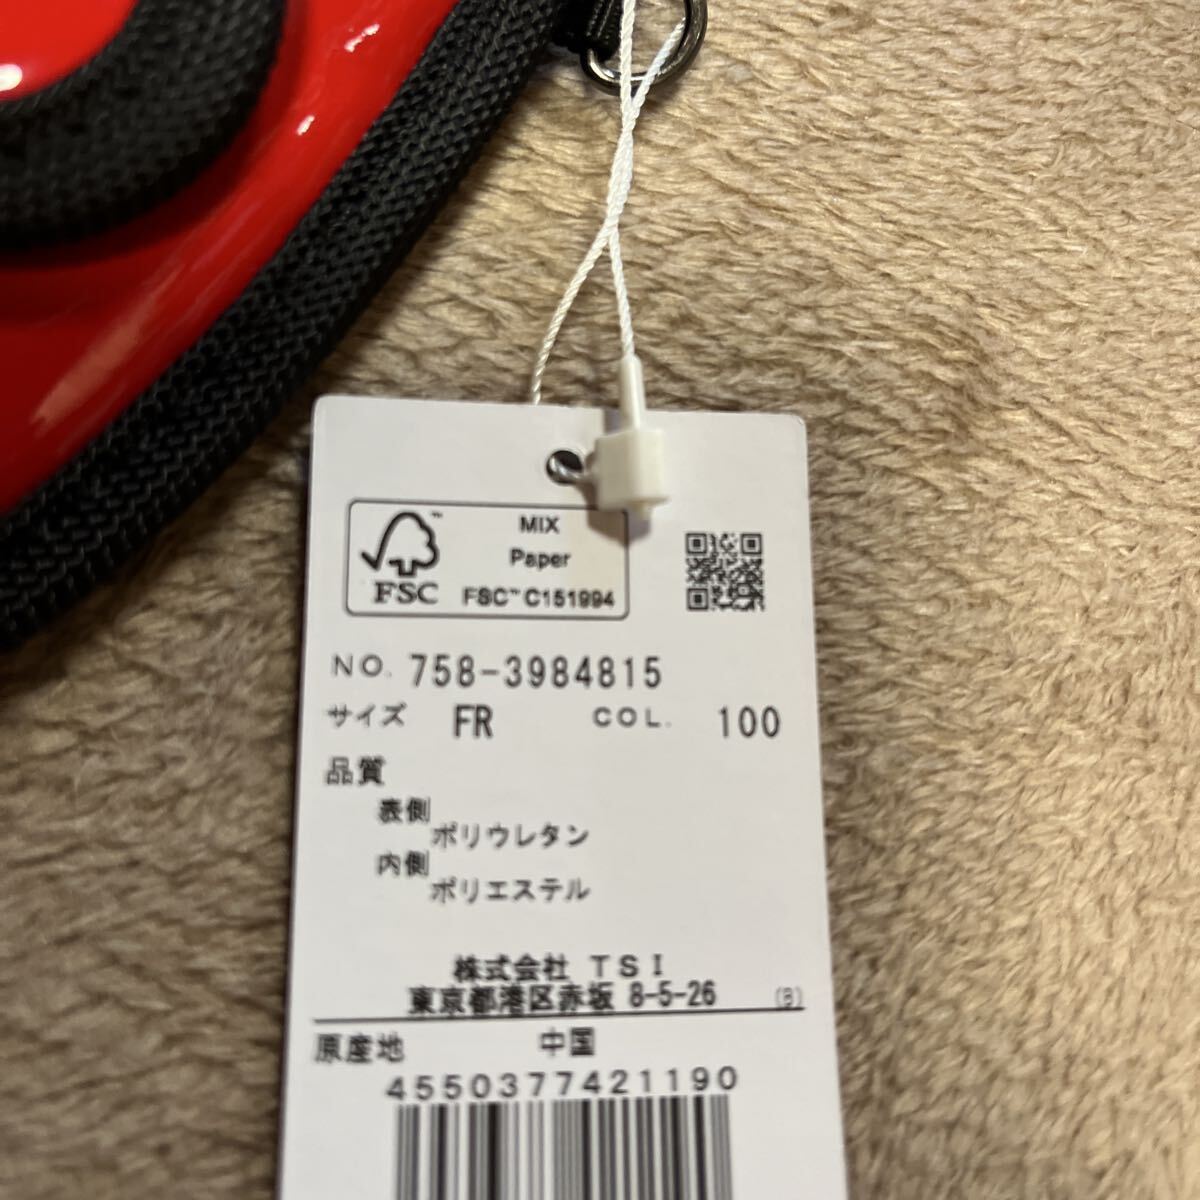 MIX
Paper
FSC™
FSC™ C151994
NO. 758-3984815
サイズ FR COL. 100
品質
表側
ポリウレタン
内側
ポリエステル
株式会社 TSI
東京都港区赤坂 8-5-26 (B)
原産地 中国
4550377421190